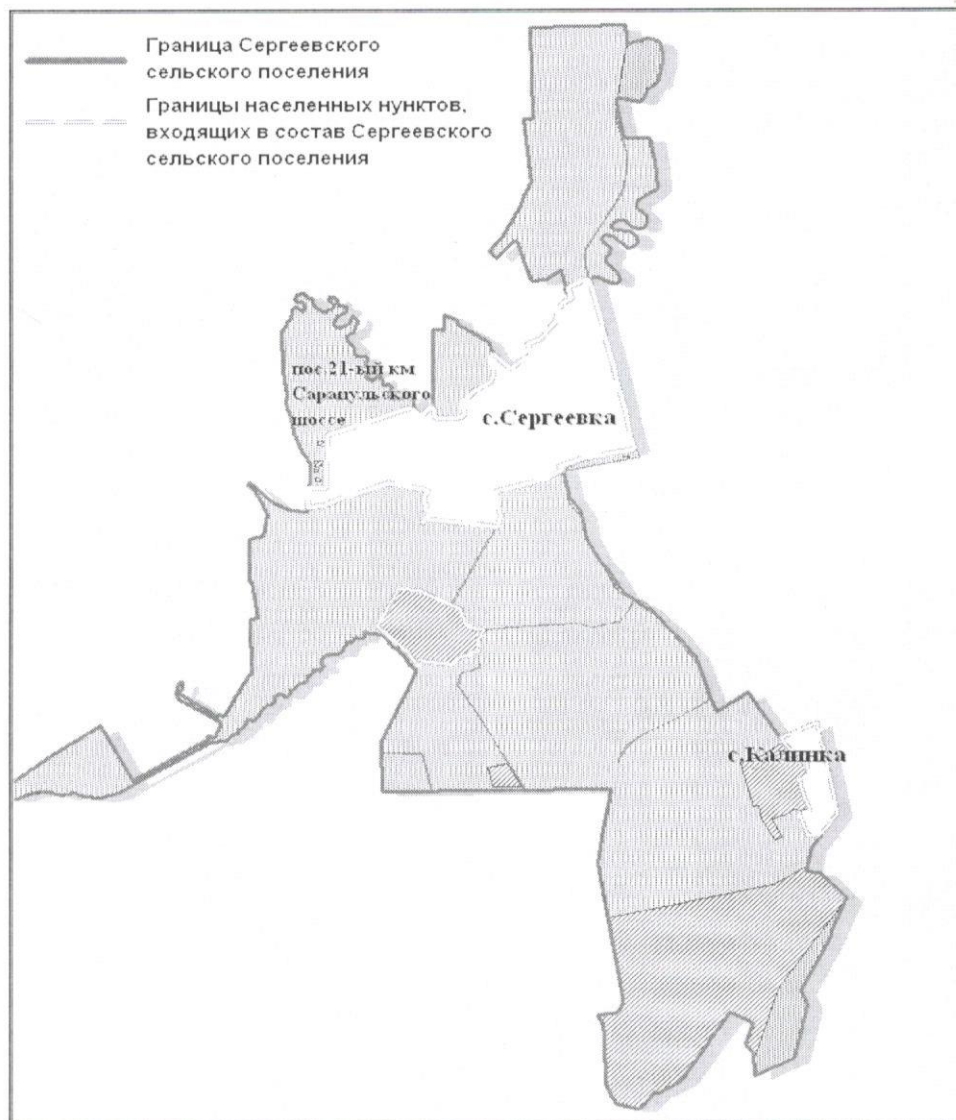 Граница Сергеевского
сельского поселения
Границы населенных нунктов,
входящих в состав Сергеевского
сельского поселения
пос.21-ый км
Сарапульского
шоссе
с.Сергеевка
с.Калинка